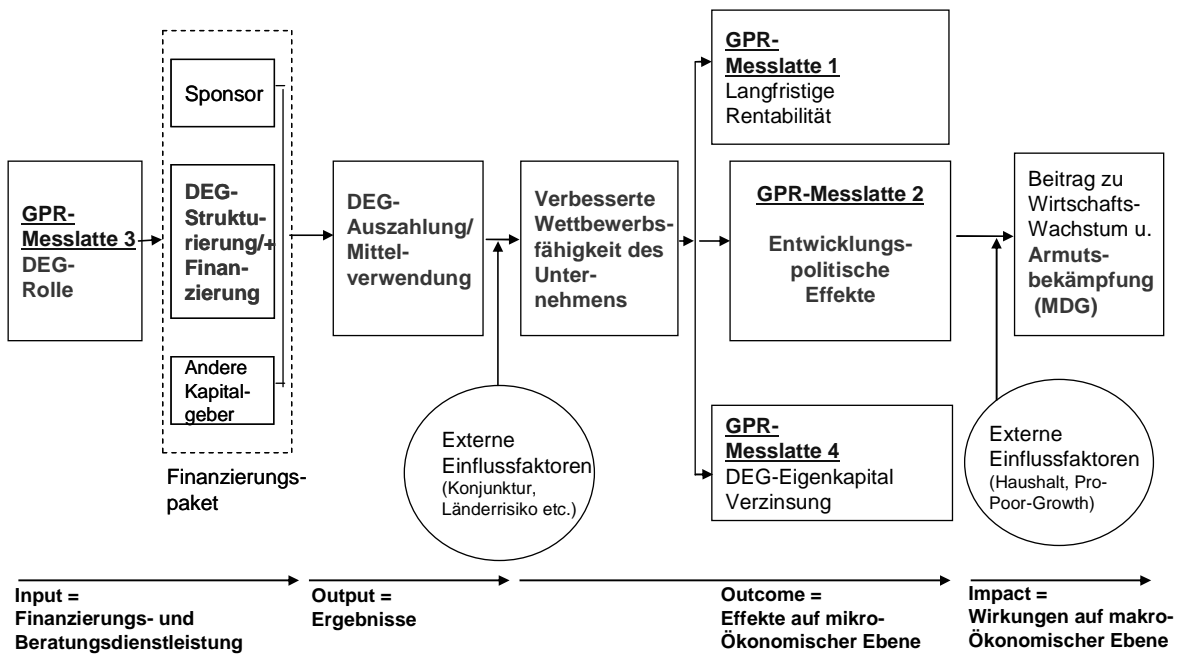 GPR-
Messlatte 3
DEG-
Rolle
Sponsor
DEG-
Struktu-
rierung/+
Finan-
zierung
Andere
Kapital-
geber
Finanzierungs-
paket
DEG-
Auszahlung/
Mittel-
verwendung
Externe
Einflussfaktoren
(Konjunktur,
Länderrisiko etc.)
Verbesserte
Wettbewerbs-
fähigkeit des
Unter-
nehmens
GPR-
Messlatte 1
Langfristige
Rentabilität
GPR-Messlatte 2
Entwicklungs-
politische
Effekte
GPR-
Messlatte 4
DEG-Eigenkapital
Verzinsung
Beitrag zu
Wirtschafts-
Wachstum u.
Armuts-
bekämpfung
(MDG)
Externe
Einflussfaktoren
(Haushalt, Pro-
Poor-Growth)
Input =
Finanzierungs- und
Beratungsdienstleistung
Output =
Ergebnisse
Outcome =
Effekte auf mikro-
Ökonomischer Ebene
Impact =
Wirkungen auf makro-
Ökonomischer Ebene